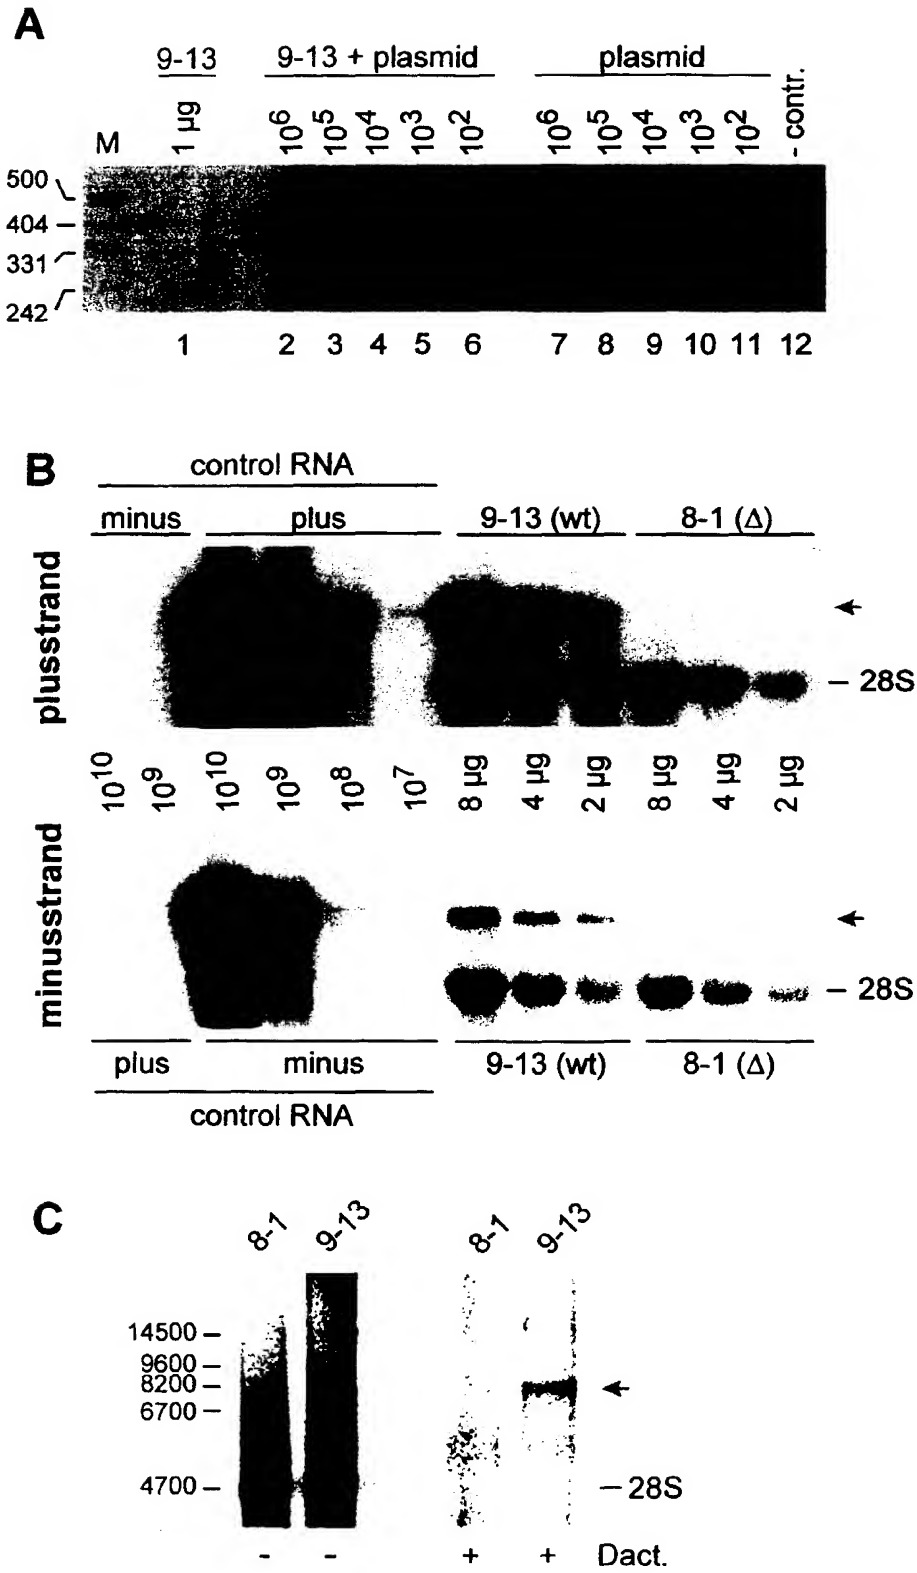 A
9-13 9-13 + plasmid plasmid
M 1 µg 10⁶ 10⁵ 10⁴ 10³ 10² 10⁶ 10⁵ 10⁴ 10³ 10² - contr.
500
404
331
242
1 2 3 4 5 6 7 8 9 10 11 12
B
control RNA
minus plus 9-13 (wt) 8-1 (Δ)
plusstrand
28S
10¹⁰ 10⁹ 10¹⁰ 10⁹ 10⁸ 10⁷ 8 µg 4 µg 2 µg 8 µg 4 µg 2 µg
minusstrand
28S
plus minus 9-13 (wt) 8-1 (Δ)
control RNA
C
8-1 9-13 8-1 9-13
14500
9600
8200
6700
4700
28S
- - + + Dact.